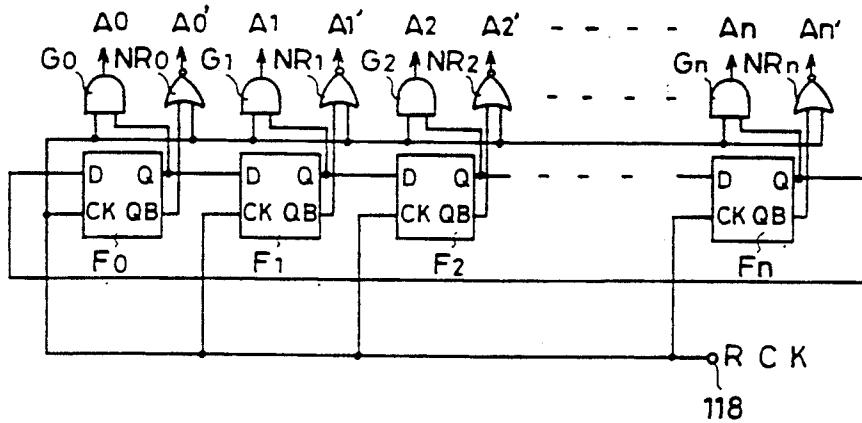 A0 A0' A1 A1' A2 A2' - - - - - An An'
G0 NR0 G1 NR1 G2 NR2 - - - - Gn NRn
D Q D Q D Q - - - - D Q
CK QB CK QB CK QB CK QB
F0 F1 F2 Fn
RCK
118